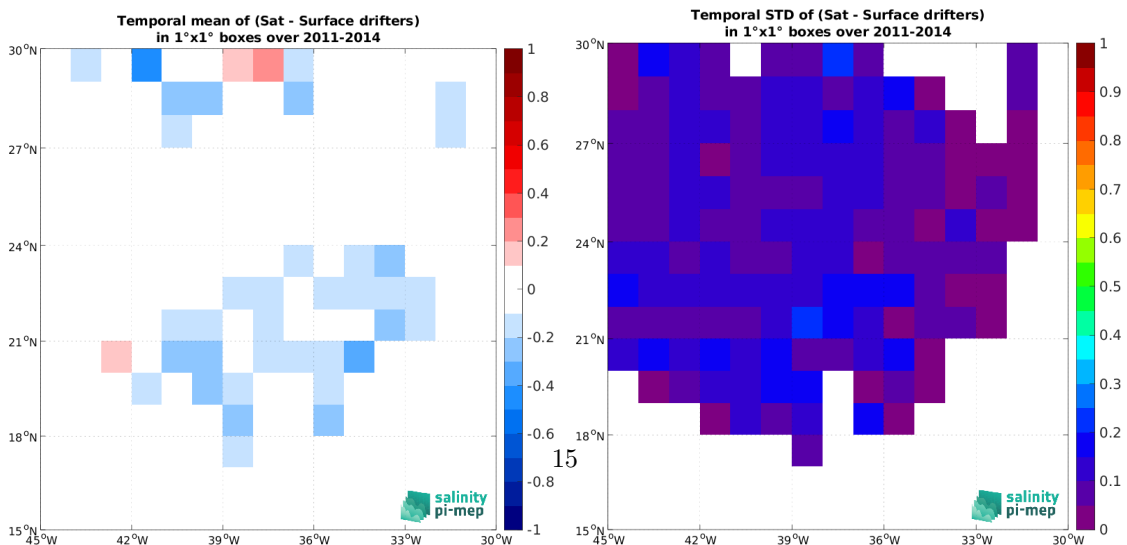 Temporal mean of (Sat - Surface drifters)
in 1°x1° boxes over 2011-2014
30°N
27°N
24°N
21°N
18°N
15°N
45°W
42°W
39°W
36°W
33°W
30°W
1
0.8
0.6
0.4
0.2
0
-0.2
-0.4
-0.6
-0.8
-1
salinity
pi-mep
15
Temporal STD of (Sat - Surface drifters)
in 1°x1° boxes over 2011-2014
30°N
27°N
24°N
21°N
18°N
15°N
45°W
42°W
39°W
36°W
33°W
30°W
1
0.9
0.8
0.7
0.6
0.5
0.4
0.3
0.2
0.1
0
salinity
pi-mep